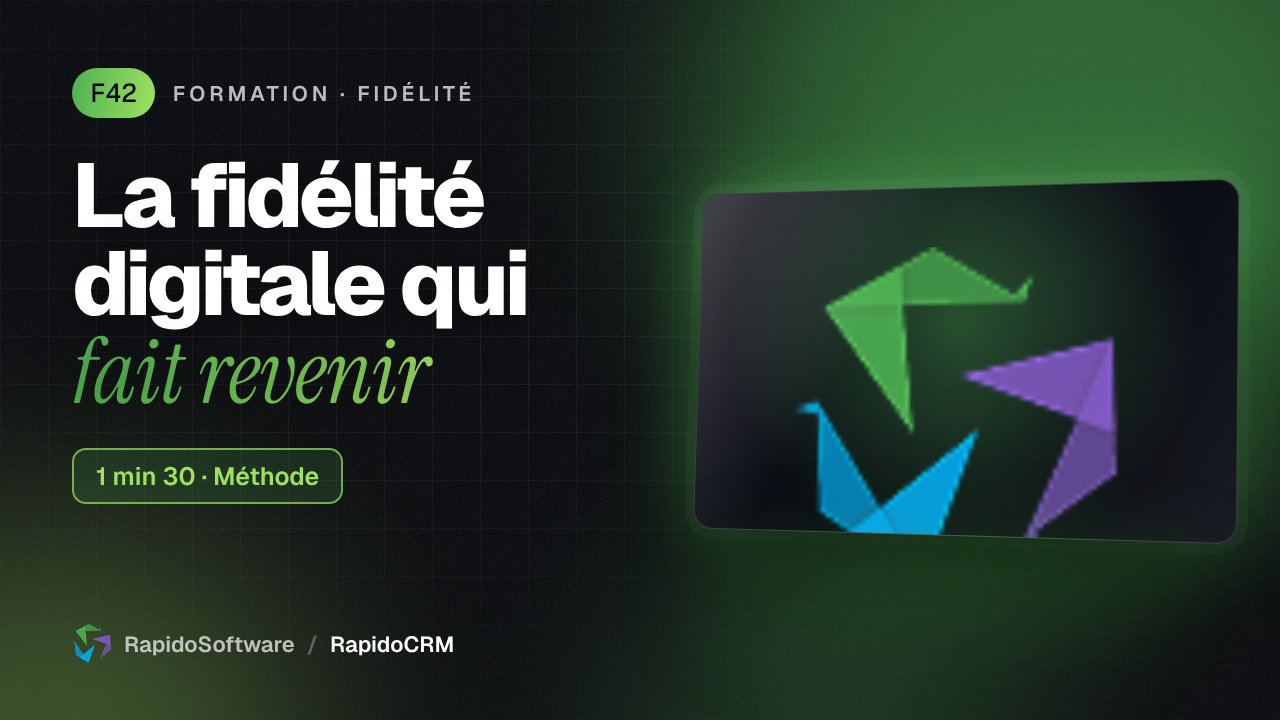 F42 FORMATION · FIDÉLITÉ
La fidélité
digitale qui
fait revenir
1 min 30 · Méthode
RapidoSoftware / RapidoCRM